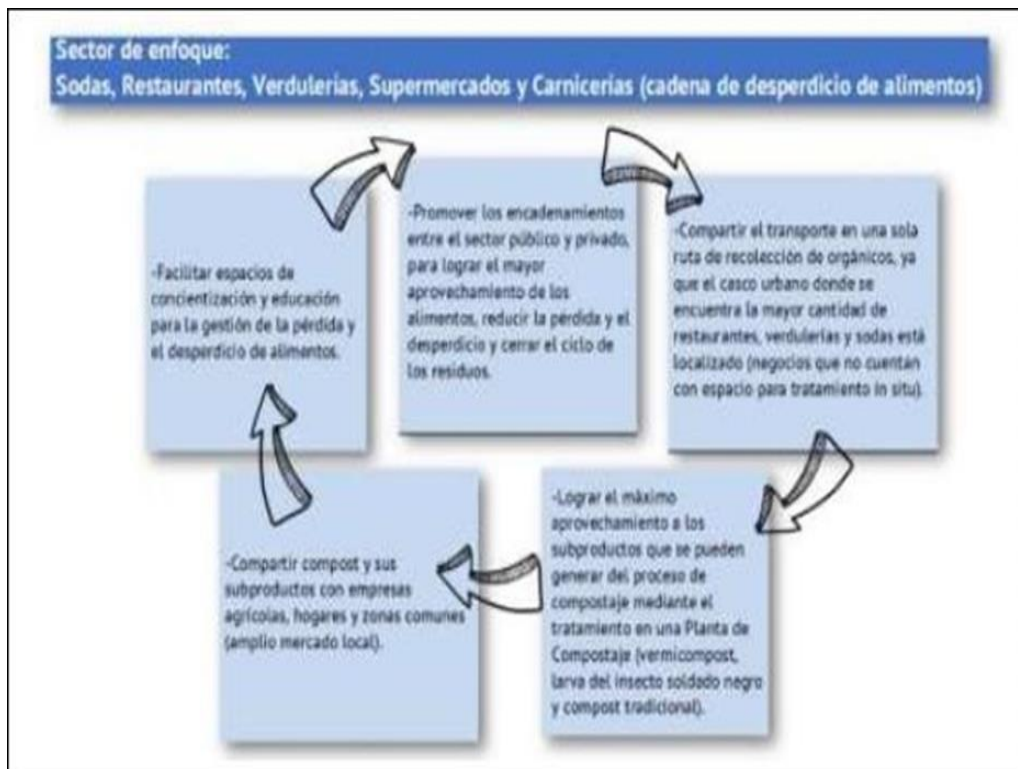 Sector de enfoque:
Sodas, Restaurantes, Verdulerias, Supermercados y Carnicerías (cadena de desperdicio de alimentos)
-Facilitar espacios de
concientización y educación
para la gestión de la pérdida y
el desperdicio de alimentos.
-Promover los encadenamientos
entre el sector público y privado,
para lograr el mayor
aprovechamiento de los
alimentos, reducir la perdida y el
desperdicio y cerrar el ciclo de
los residuos.
-Compartir el transporte en una sola
ruta de recolección de orgánicos, ya
que el casco urbano donde se
encuentra la mayor cantidad de
restaurantes, verdulerías y sodas está
localizado (negocios que no cuentan
con espacio para tratamiento in situ).
-Lograr el máximo
aprovechamiento a los
subproductos que se pueden
generar del proceso de
compostaje mediante el
tratamiento en una Planta de
Compostaje (vermicompost,
larva del insecto soldado negro
y compost tradicional).
-Compartir compost y sus
subproductos con empresas
agrícolas, hogares y zonas comunes
(amplio mercado local).